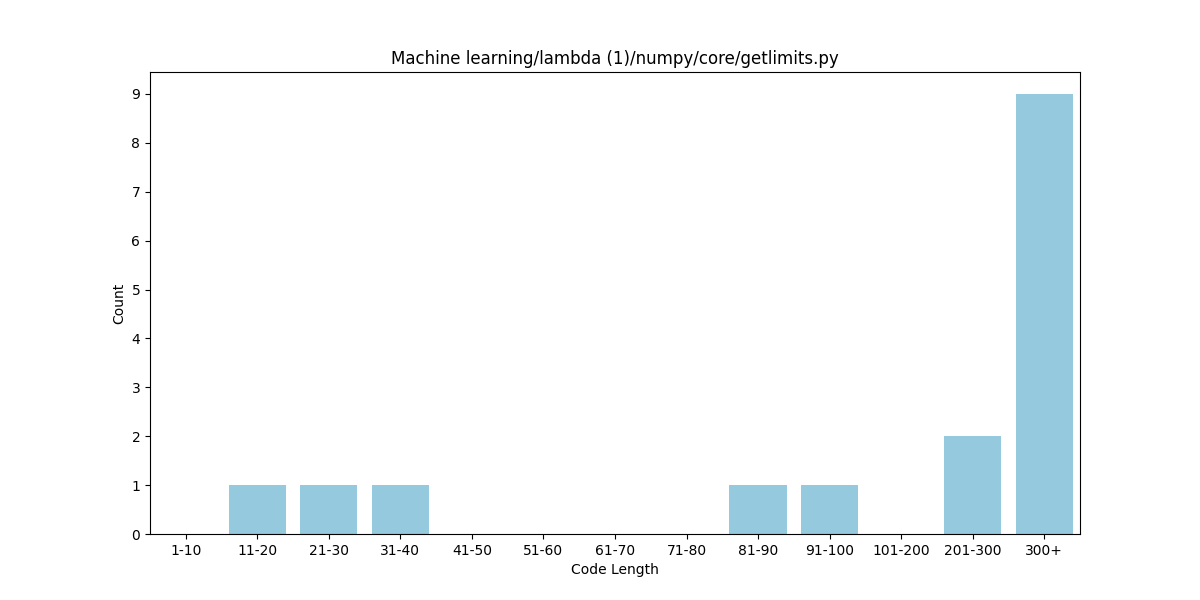 Machine learning/lambda (1)/numpy/core/getlimits.py
9
8
7
6
5
4
3
2
1
0
Count
1-10 11-20 21-30 31-40 41-50 51-60 61-70 71-80 81-90 91-100 101-200 201-300 300+
Code Length